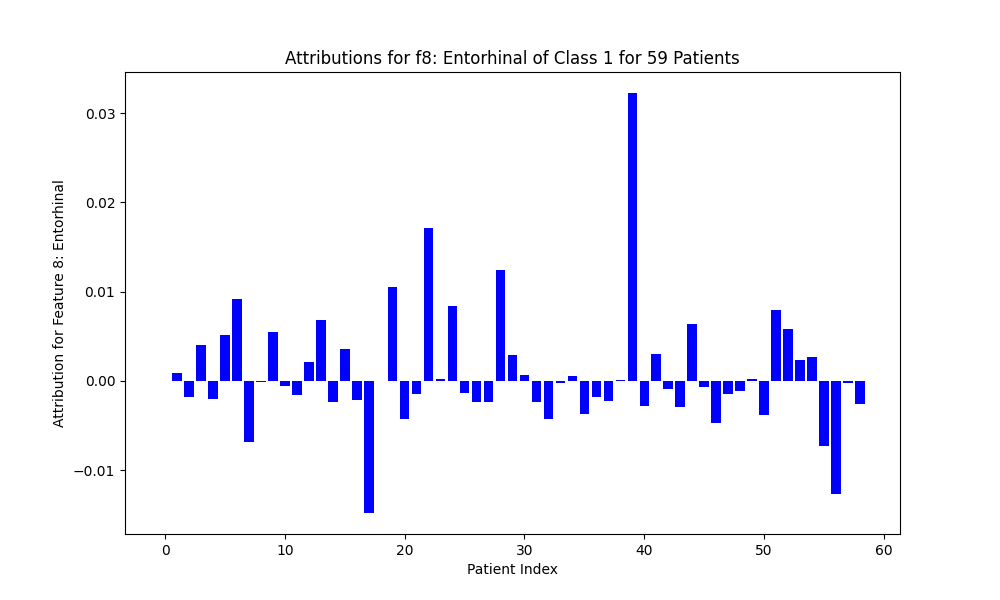 Attributions for f8: Entorhinal of Class 1 for 59 Patients
Attribution for Feature 8: Entorhinal
0.03
0.02
0.01
0.00
−0.01
0 10 20 30 40 50 60
Patient Index